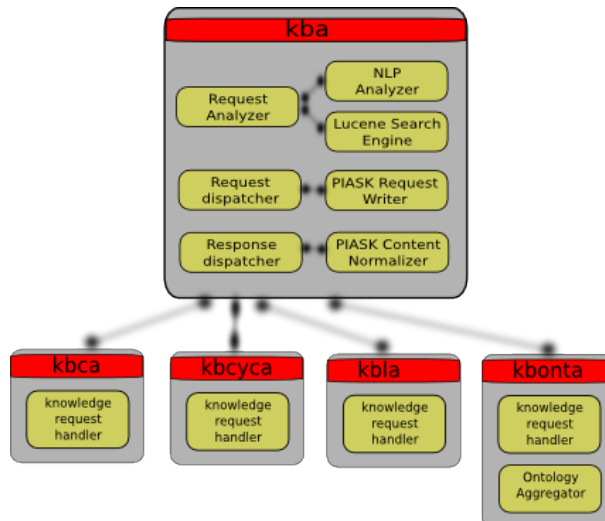 kba
Request
Analyzer
NLP
Analyzer
Lucene Search
Engine
Request
dispatcher
PIASK Request
Writer
Response
dispatcher
PIASK Content
Normalizer
kbca
knowledge
request
handler
kbcyca
knowledge
request
handler
kbla
knowledge
request
handler
kbonta
knowledge
request
handler
Ontology
Aggregator